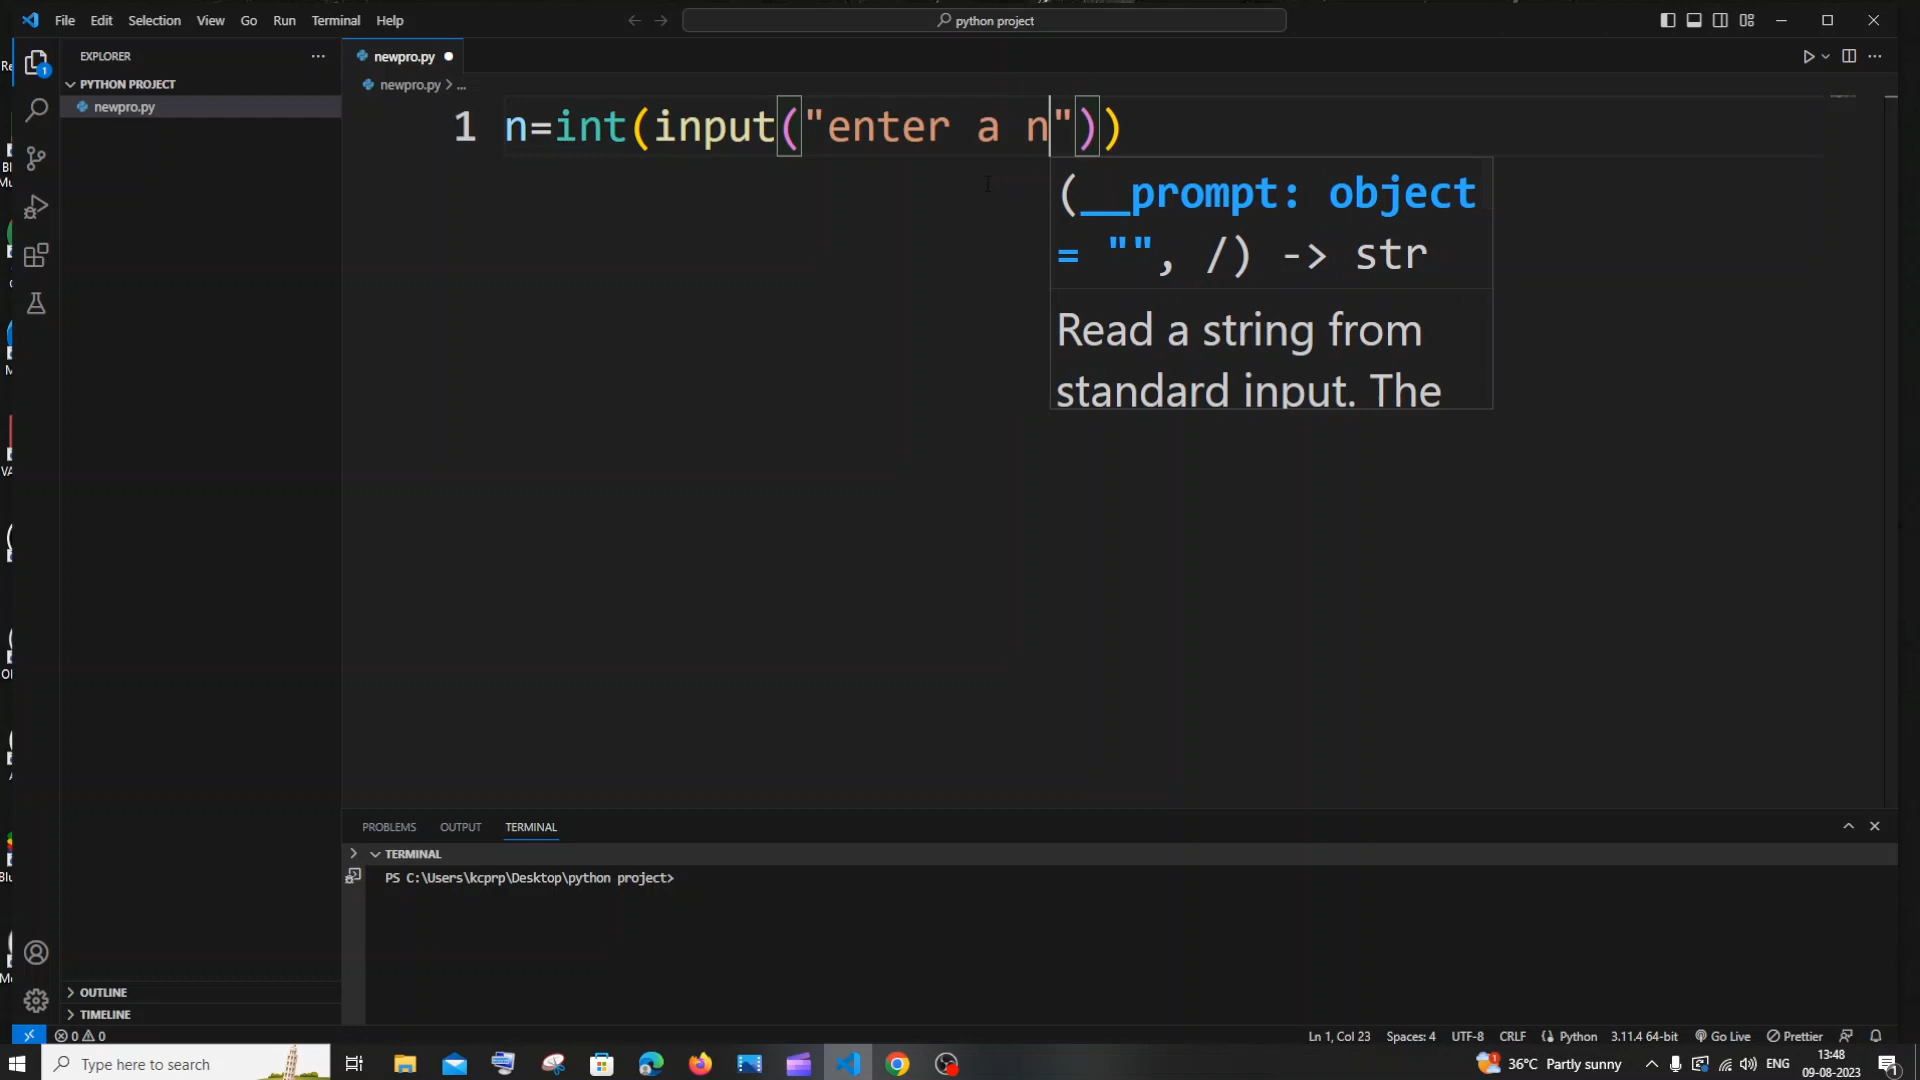 File Edit Selection View Go Run Terminal Help
python project
EXPLORER
newpro.py
PYTHON PROJECT
newpro.py > ...
newpro.py
1 n=int(input("enter a n"))
(__prompt: object
= "", /) -> str
Read a string from
standard input. The
PROBLEMS OUTPUT TERMINAL
TERMINAL
PS C:\Users\kcprp\Desktop\python project>
OUTLINE
TIMELINE
0 0
Ln 1, Col 23 Spaces: 4 UTF-8 CRLF Python 3.11.4 64-bit Go Live Prettier
Type here to search
36°C Partly sunny
ENG
13:48
09-08-2023